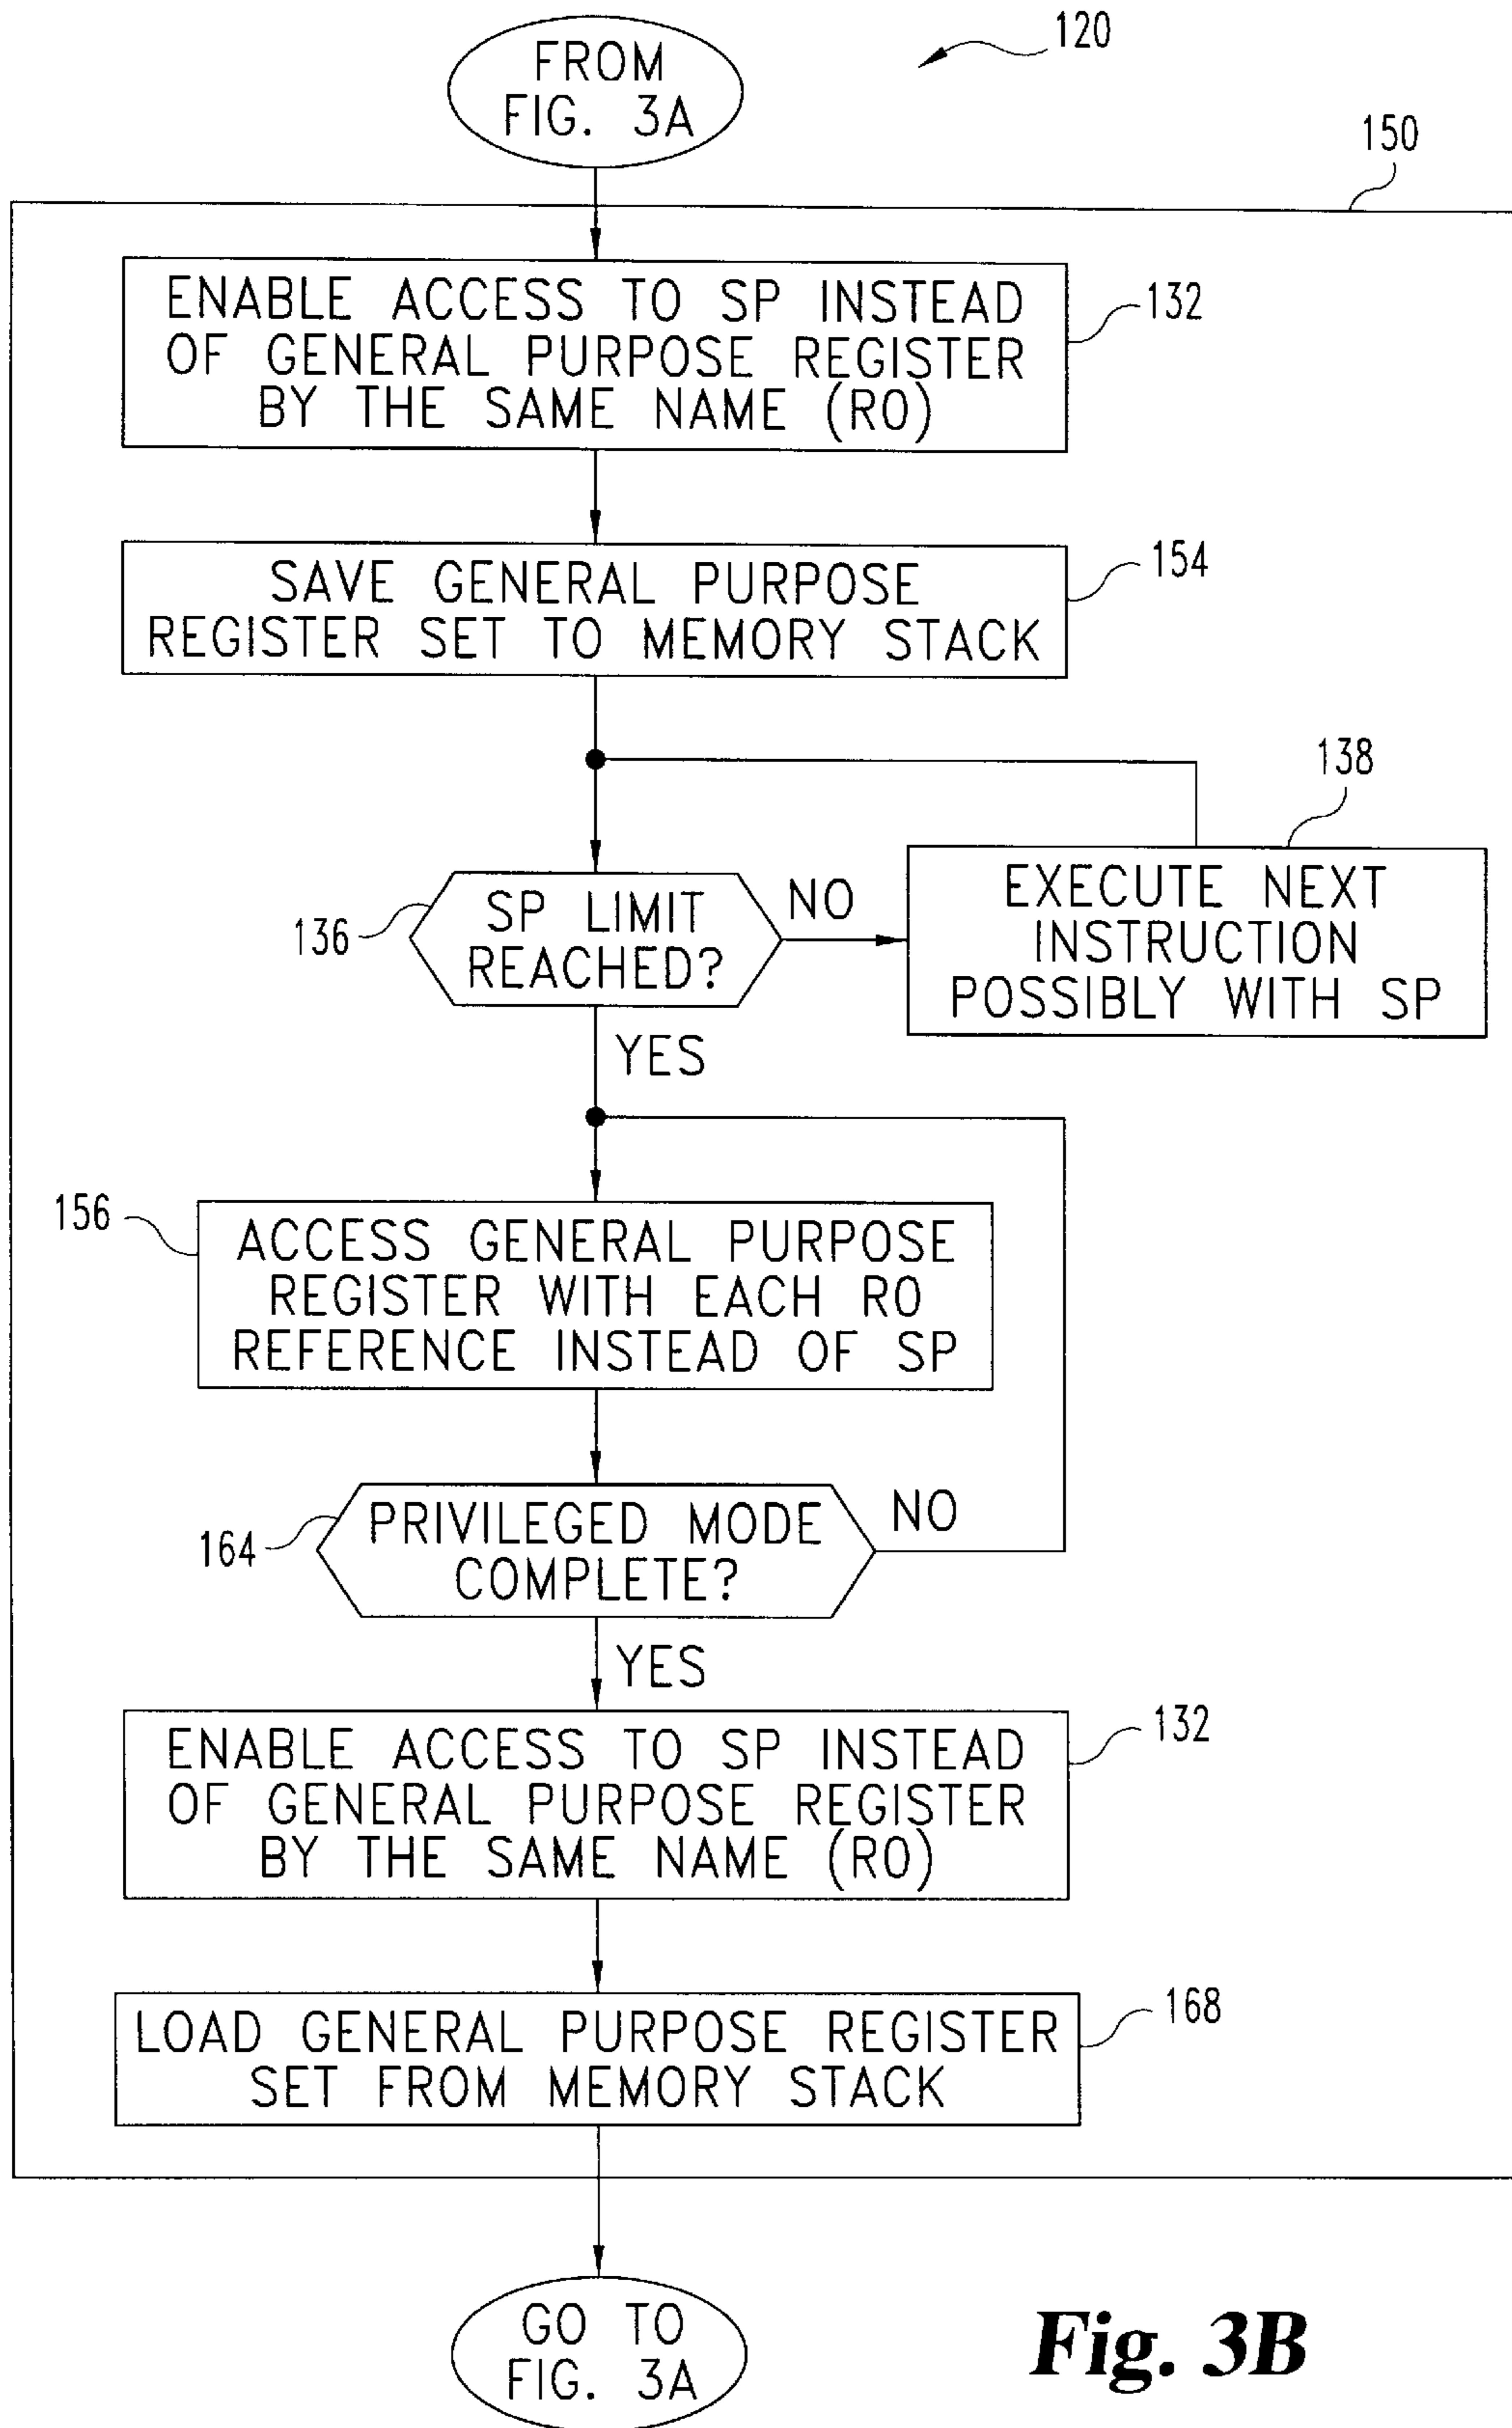 120
FROM
FIG. 3A
150
ENABLE ACCESS TO SP INSTEAD
OF GENERAL PURPOSE REGISTER
BY THE SAME NAME (R0)
132
SAVE GENERAL PURPOSE
REGISTER SET TO MEMORY STACK
154
138
136
SP LIMIT
REACHED?
NO
EXECUTE NEXT
INSTRUCTION
POSSIBLY WITH SP
YES
156
ACCESS GENERAL PURPOSE
REGISTER WITH EACH R0
REFERENCE INSTEAD OF SP
164
PRIVILEGED MODE
COMPLETE?
NO
YES
ENABLE ACCESS TO SP INSTEAD
OF GENERAL PURPOSE REGISTER
BY THE SAME NAME (R0)
132
LOAD GENERAL PURPOSE REGISTER
SET FROM MEMORY STACK
168
GO TO
FIG. 3A
Fig. 3B